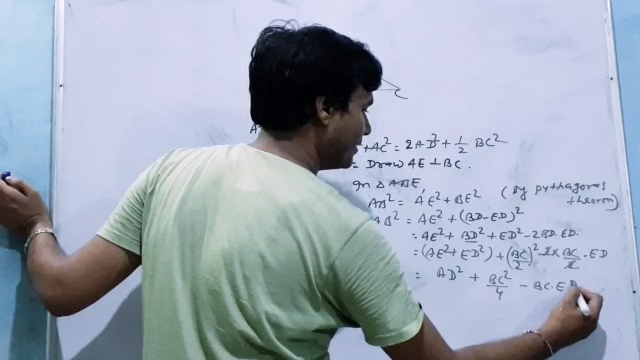 C
A
+AC² = 2AD² + 1/2 BC²
= Draw AE ⊥ BC.
In ΔABE,
AB² = AE² + BE² (by pythagoras theorem)
AB² = AE² + (BD-ED)²
= AE² + BD² + ED² - 2BD.ED.
= (AE² + ED²) + (BC/2)² - 2 × BC/2 . ED
= AD² + BC²/4 - BC.ED